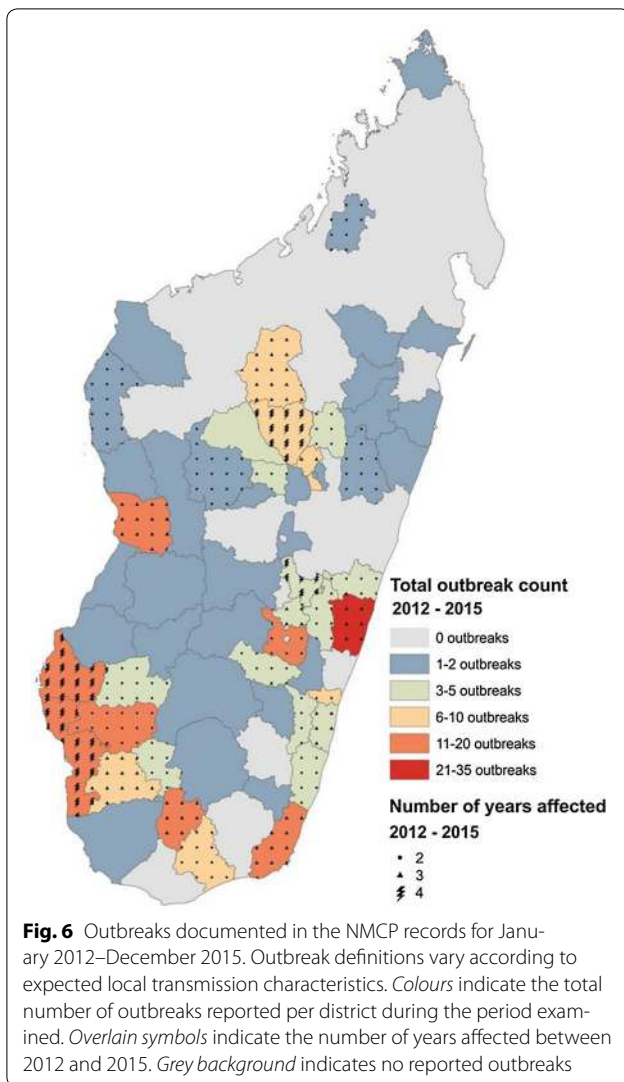 Total outbreak count
2012 - 2015
0 outbreaks
1-2 outbreaks
3-5 outbreaks
6-10 outbreaks
11-20 outbreaks
21-35 outbreaks
Number of years affected
2012 - 2015
2
3
4
Fig. 6 Outbreaks documented in the NMCP records for Janu-
ary 2012–December 2015. Outbreak definitions vary according to
expected local transmission characteristics. Colours indicate the total
number of outbreaks reported per district during the period exam-
ined. Overlain symbols indicate the number of years affected between
2012 and 2015. Grey background indicates no reported outbreaks